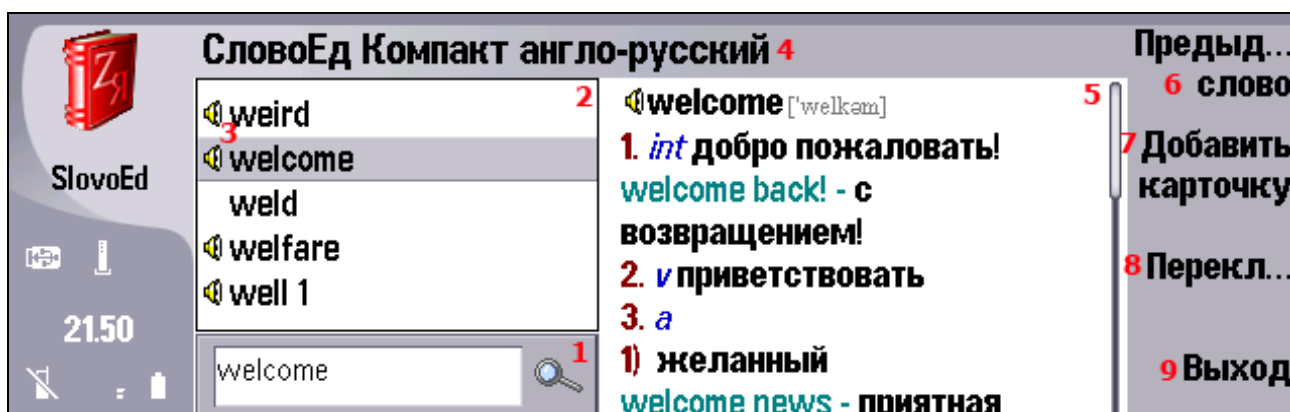 СловоЕд Компакт англо-русский 4
SlovoEd
21.50
2
weird
3
welcome
weld
welfare
well 1
welcome
1
5
welcome ['welkəm]
1. int добро пожаловать!
welcome back! - с
возвращением!
2. v приветствовать
3. a
1) желанный
welcome news - приятная
Предыд...
6 слово
7 Добавить
карточку
8 Перекл...
9 Выход